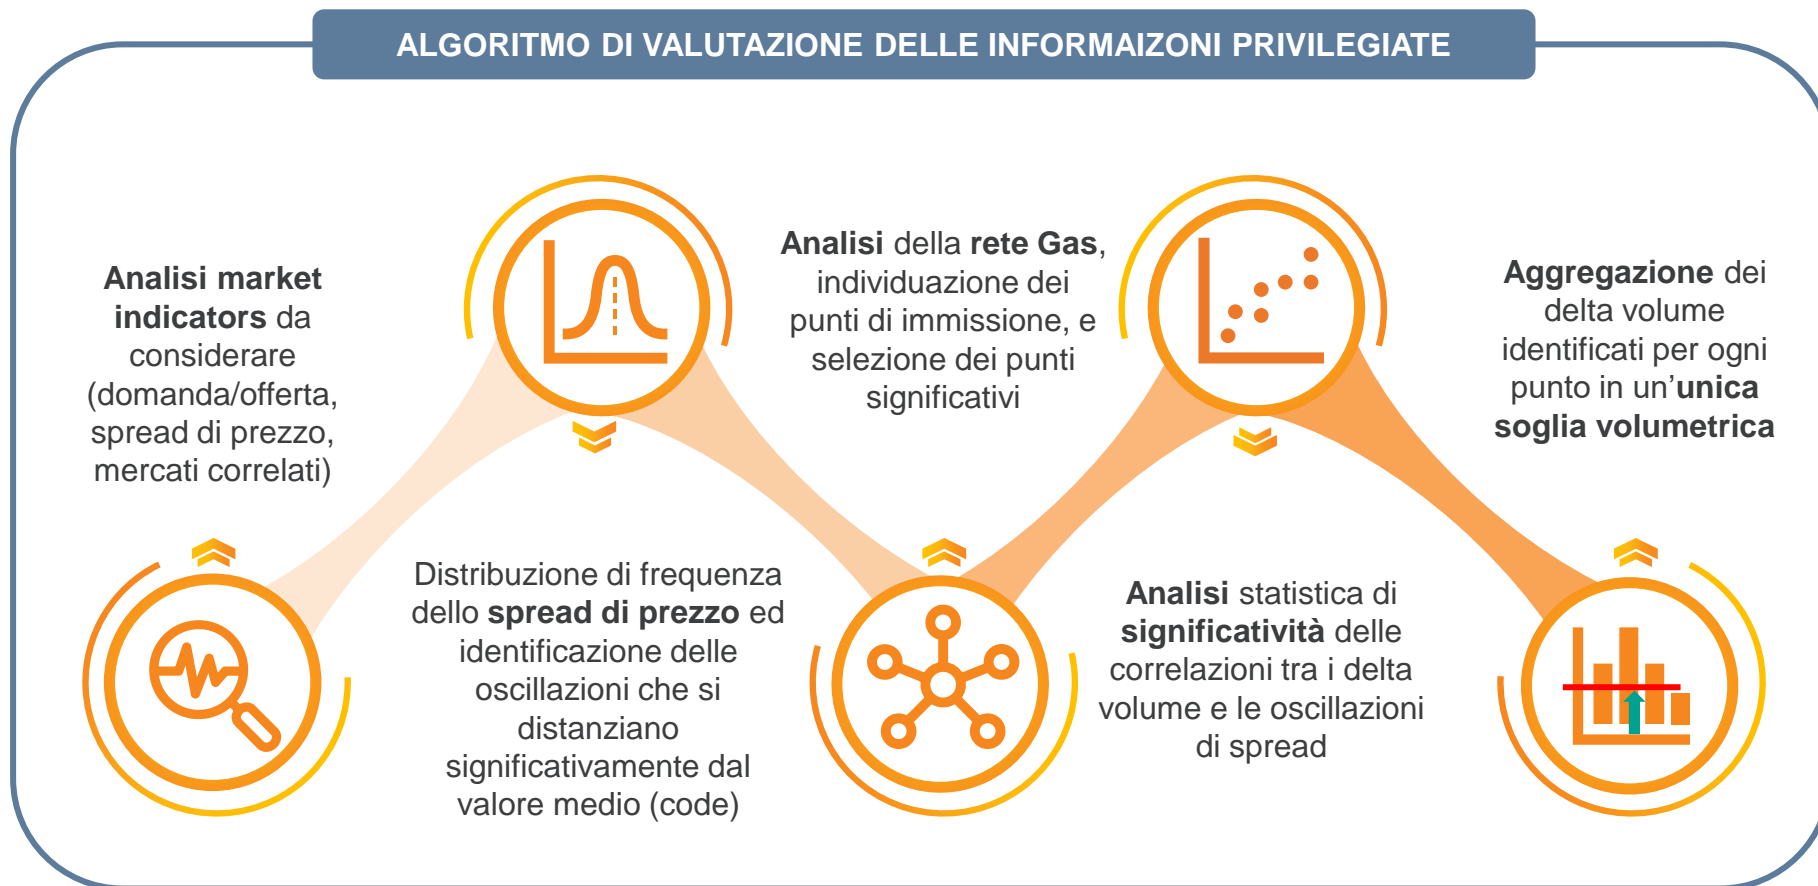 ALGORITMO DI VALUTAZIONE DELLE INFORMAIZONI PRIVILEGIATE
Analisi market
indicators da
considerare
(domanda/offerta,
spread di prezzo,
mercati correlati)
Distribuzione di frequenza
dello spread di prezzo ed
identificazione delle
oscillazioni che si
distanziano
significativamente dal
valore medio (code)
Analisi della rete Gas,
individuazione dei
punti di immissione, e
selezione dei punti
significativi
Analisi statistica di
significatività delle
correlazioni tra i delta
volume e le oscillazioni
di spread
Aggregazione dei
delta volume
identificati per ogni
punto in un’unica
soglia volumetrica